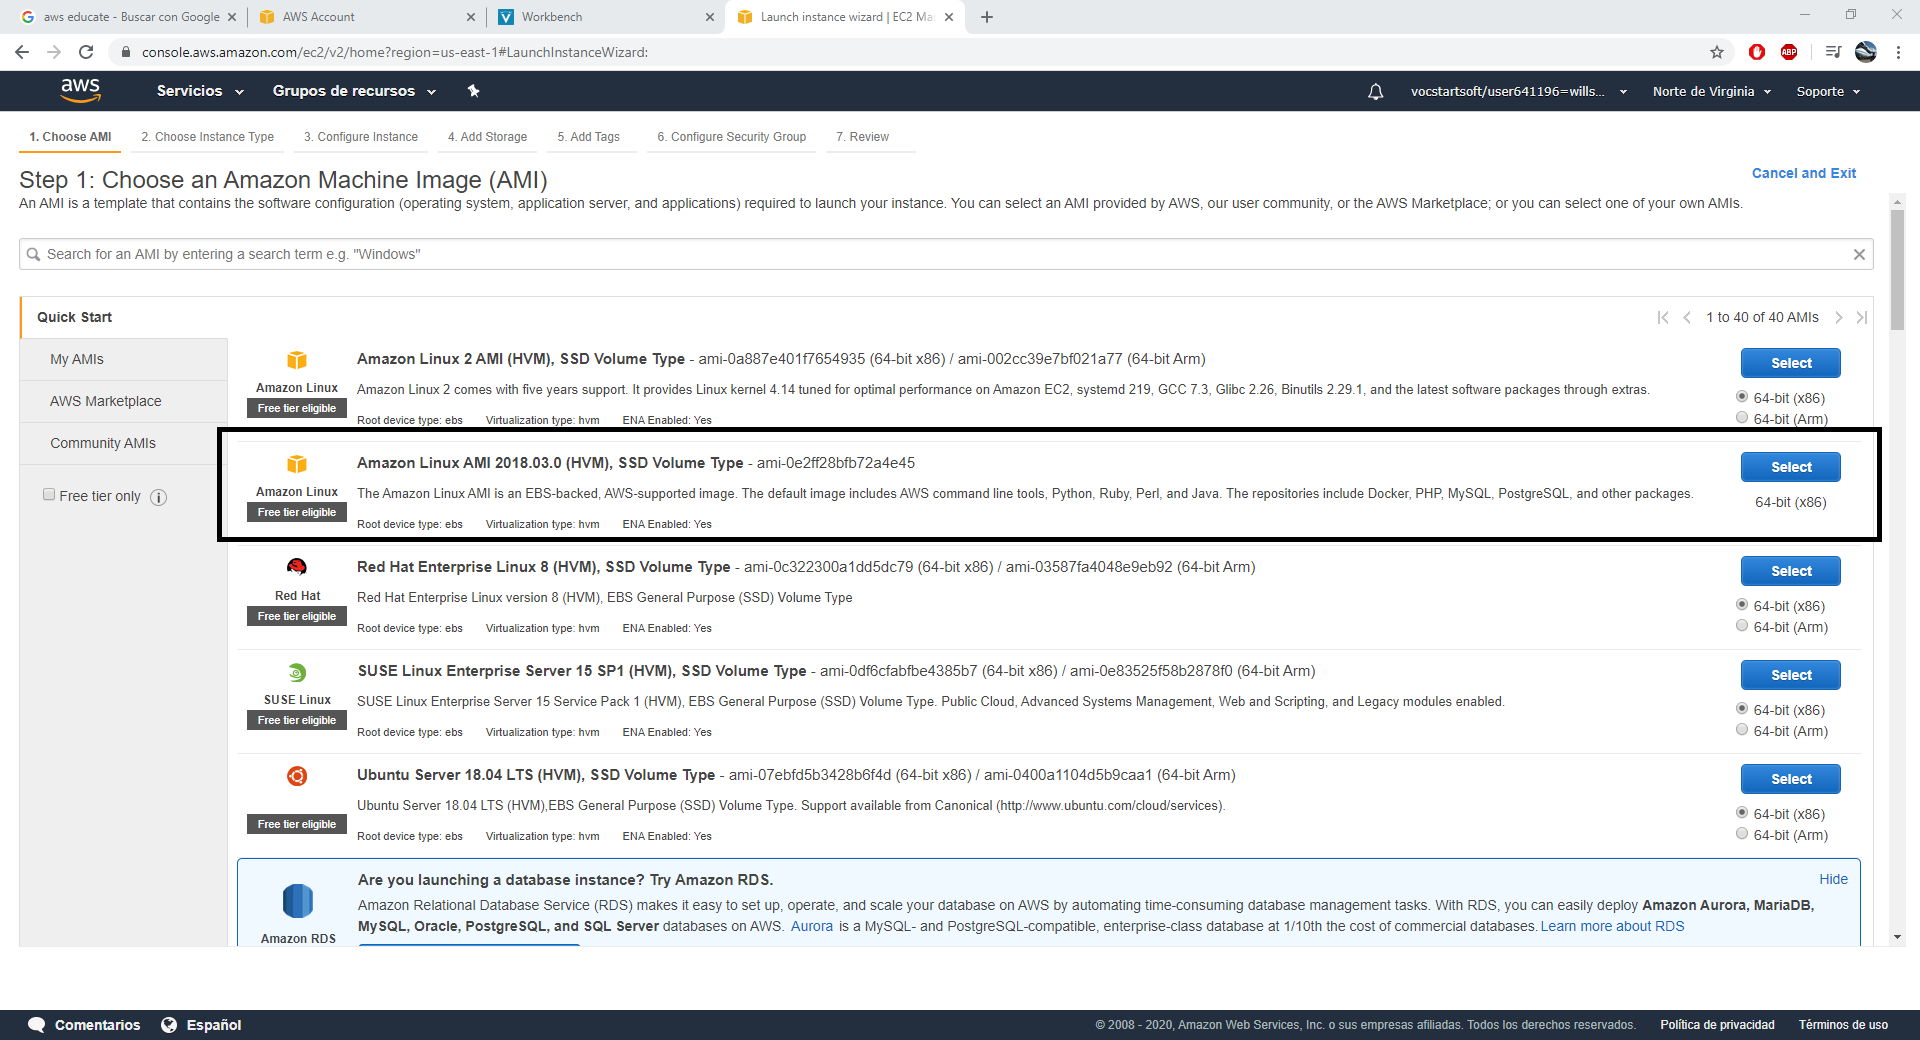 aws educate - Buscar con Google
AWS Account
Workbench
Launch instance wizard | EC2 Ma
console.aws.amazon.com/ec2/v2/home?region=us-east-1#LaunchInstanceWizard:
ABP
aws
Servicios
Grupos de recursos
vocstartsoft/user641196=wills...
Norte de Virginia
Soporte
1. Choose AMI
2. Choose Instance Type
3. Configure Instance
4. Add Storage
5. Add Tags
6. Configure Security Group
7. Review
Step 1: Choose an Amazon Machine Image (AMI)
Cancel and Exit
An AMI is a template that contains the software configuration (operating system, application server, and applications) required to launch your instance. You can select an AMI provided by AWS, our user community, or the AWS Marketplace; or you can select one of your own AMIs.
Search for an AMI by entering a search term e.g. "Windows"
Quick Start
1 to 40 of 40 AMIs
My AMIs
AWS Marketplace
Community AMIs
Free tier only
Amazon Linux
Free tier eligible
Amazon Linux 2 AMI (HVM), SSD Volume Type - ami-0a887e401f7654935 (64-bit x86) / ami-002cc39e7bf021a77 (64-bit Arm)
Amazon Linux 2 comes with five years support. It provides Linux kernel 4.14 tuned for optimal performance on Amazon EC2, systemd 219, GCC 7.3, Glibc 2.26, Binutils 2.29.1, and the latest software packages through extras.
Root device type: ebs Virtualization type: hvm ENA Enabled: Yes
Select
64-bit (x86)
64-bit (Arm)
Amazon Linux
Free tier eligible
Amazon Linux AMI 2018.03.0 (HVM), SSD Volume Type - ami-0e2ff28bfb72a4e45
The Amazon Linux AMI is an EBS-backed, AWS-supported image. The default image includes AWS command line tools, Python, Ruby, Perl, and Java. The repositories include Docker, PHP, MySQL, PostgreSQL, and other packages.
Root device type: ebs Virtualization type: hvm ENA Enabled: Yes
Select
64-bit (x86)
Red Hat
Free tier eligible
Red Hat Enterprise Linux 8 (HVM), SSD Volume Type - ami-0c322300a1dd5dc79 (64-bit x86) / ami-03587fa4048e9eb92 (64-bit Arm)
Red Hat Enterprise Linux version 8 (HVM), EBS General Purpose (SSD) Volume Type
Root device type: ebs Virtualization type: hvm ENA Enabled: Yes
Select
64-bit (x86)
64-bit (Arm)
SUSE Linux
Free tier eligible
SUSE Linux Enterprise Server 15 SP1 (HVM), SSD Volume Type - ami-0df6cfabfbe4385b7 (64-bit x86) / ami-0e83525f58b2878f0 (64-bit Arm)
SUSE Linux Enterprise Server 15 Service Pack 1 (HVM), EBS General Purpose (SSD) Volume Type. Public Cloud, Advanced Systems Management, Web and Scripting, and Legacy modules enabled.
Root device type: ebs Virtualization type: hvm ENA Enabled: Yes
Select
64-bit (x86)
64-bit (Arm)
Free tier eligible
Ubuntu Server 18.04 LTS (HVM), SSD Volume Type - ami-07ebfd5b3428b6f4d (64-bit x86) / ami-0400a1104d5b9caa1 (64-bit Arm)
Ubuntu Server 18.04 LTS (HVM),EBS General Purpose (SSD) Volume Type. Support available from Canonical (http://www.ubuntu.com/cloud/services).
Root device type: ebs Virtualization type: hvm ENA Enabled: Yes
Select
64-bit (x86)
64-bit (Arm)
Amazon RDS
Are you launching a database instance? Try Amazon RDS.
Hide
Amazon Relational Database Service (RDS) makes it easy to set up, operate, and scale your database on AWS by automating time-consuming database management tasks. With RDS, you can easily deploy Amazon Aurora, MariaDB,
MySQL, Oracle, PostgreSQL, and SQL Server databases on AWS. Aurora is a MySQL- and PostgreSQL-compatible, enterprise-class database at 1/10th the cost of commercial databases. Learn more about RDS
Comentarios
Español
© 2008 - 2020, Amazon Web Services, Inc. o sus empresas afiliadas. Todos los derechos reservados.
Política de privacidad
Términos de uso